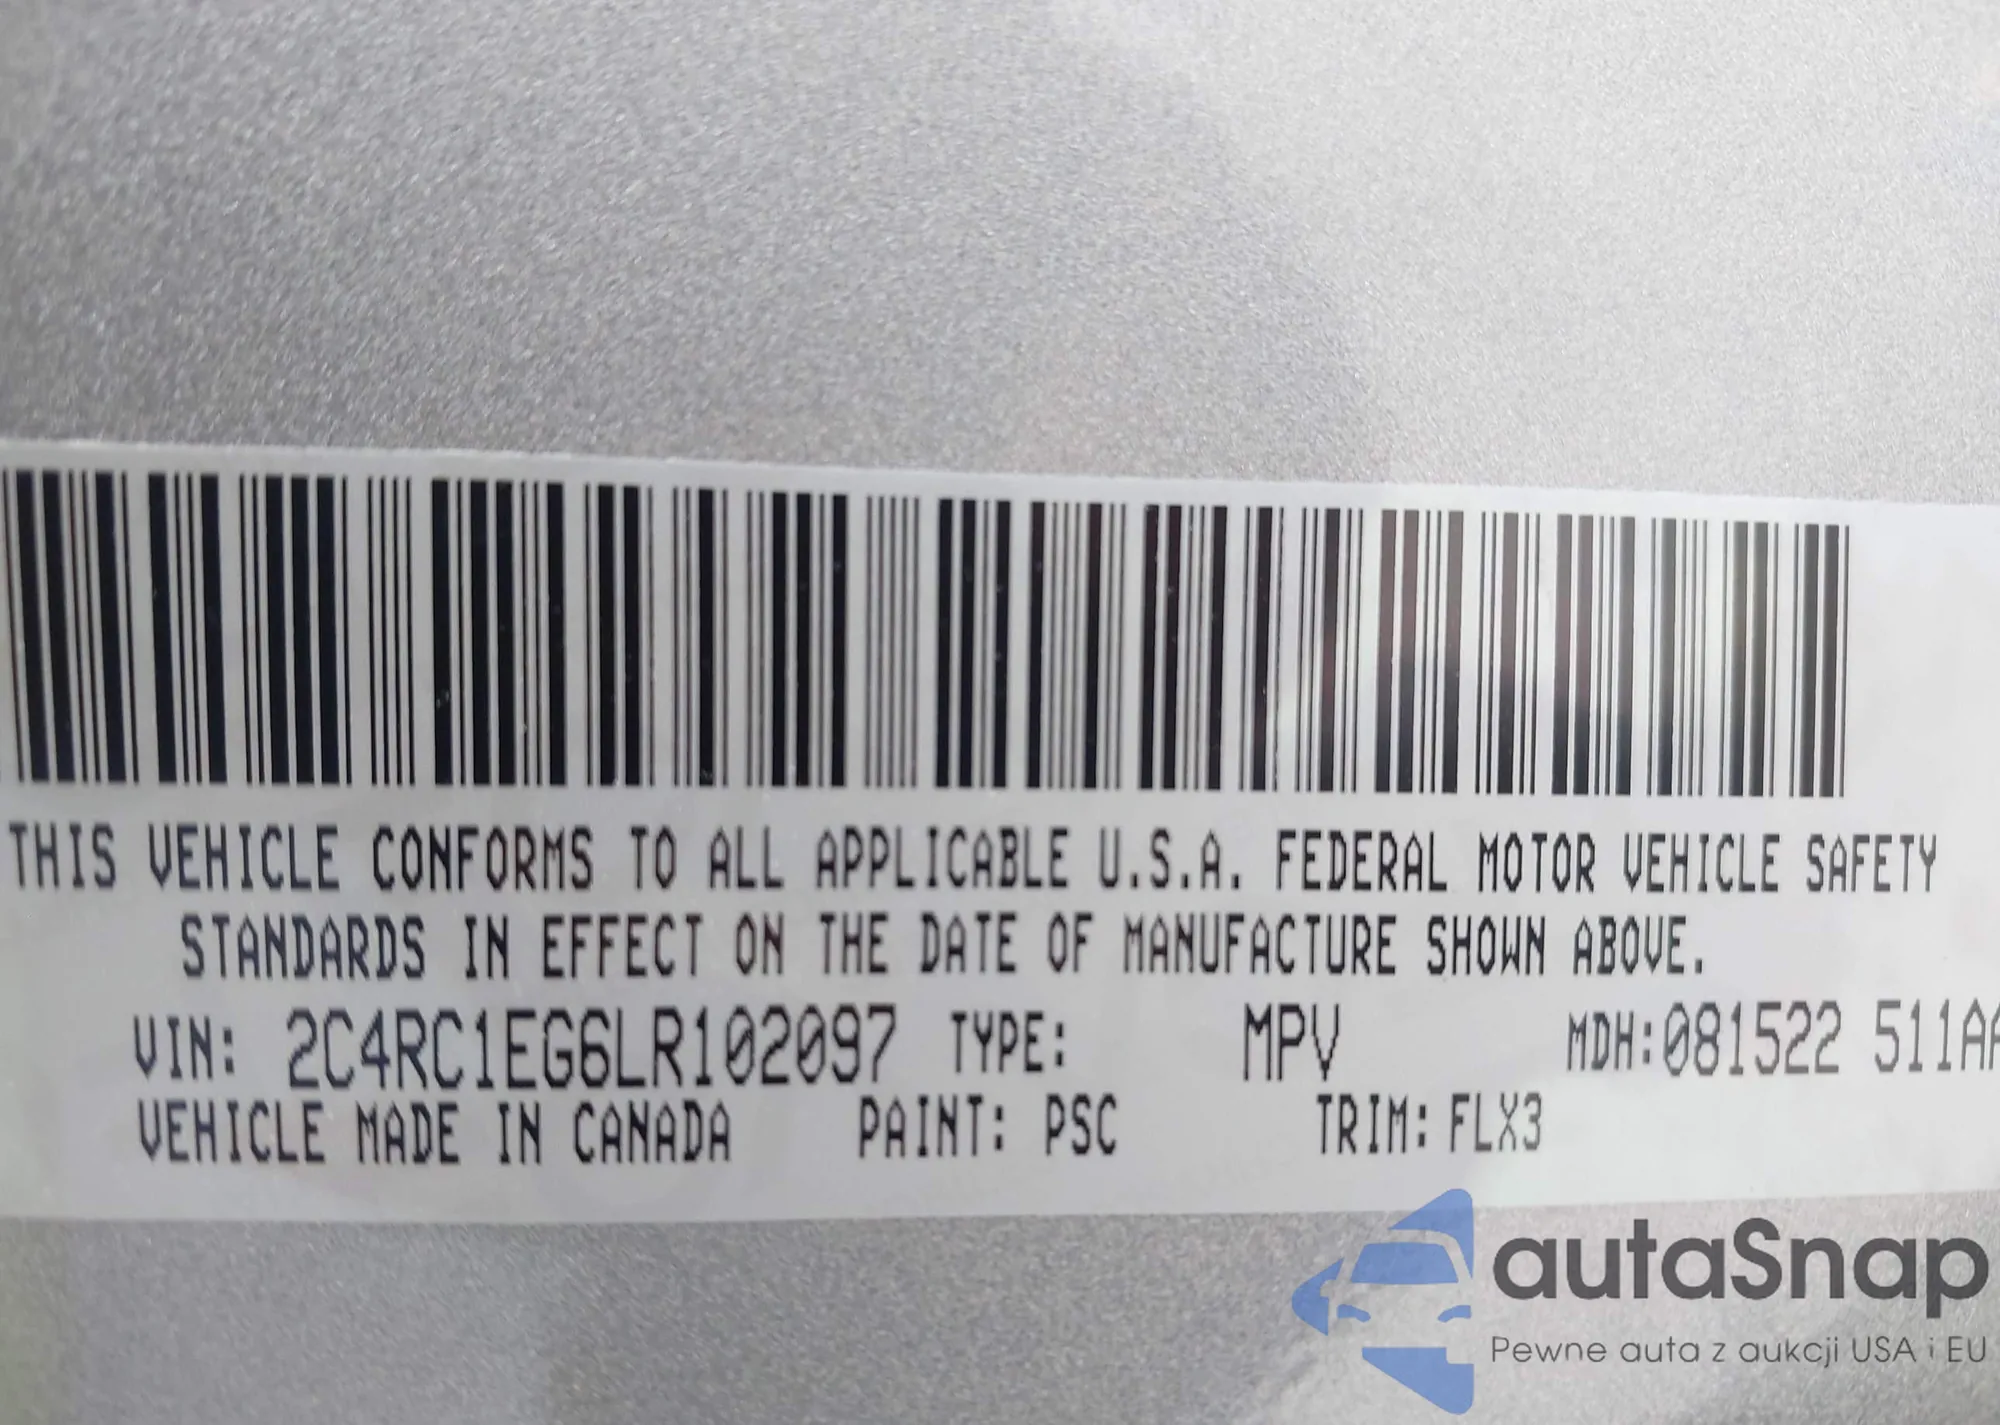 THIS VEHICLE CONFORMS TO ALL APPLICABLE U.S.A. FEDERAL MOTOR VEHICLE SAFETY
STANDARDS IN EFFECT ON THE DATE OF MANUFACTURE SHOWN ABOVE.
VIN: 2C4RC1EG6LR102097 TYPE: MPV MDH:081522 511AA
VEHICLE MADE IN CANADA PAINT: PSC TRIM: FLX3
autaSnap
Pewne auta z aukcji USA i EU